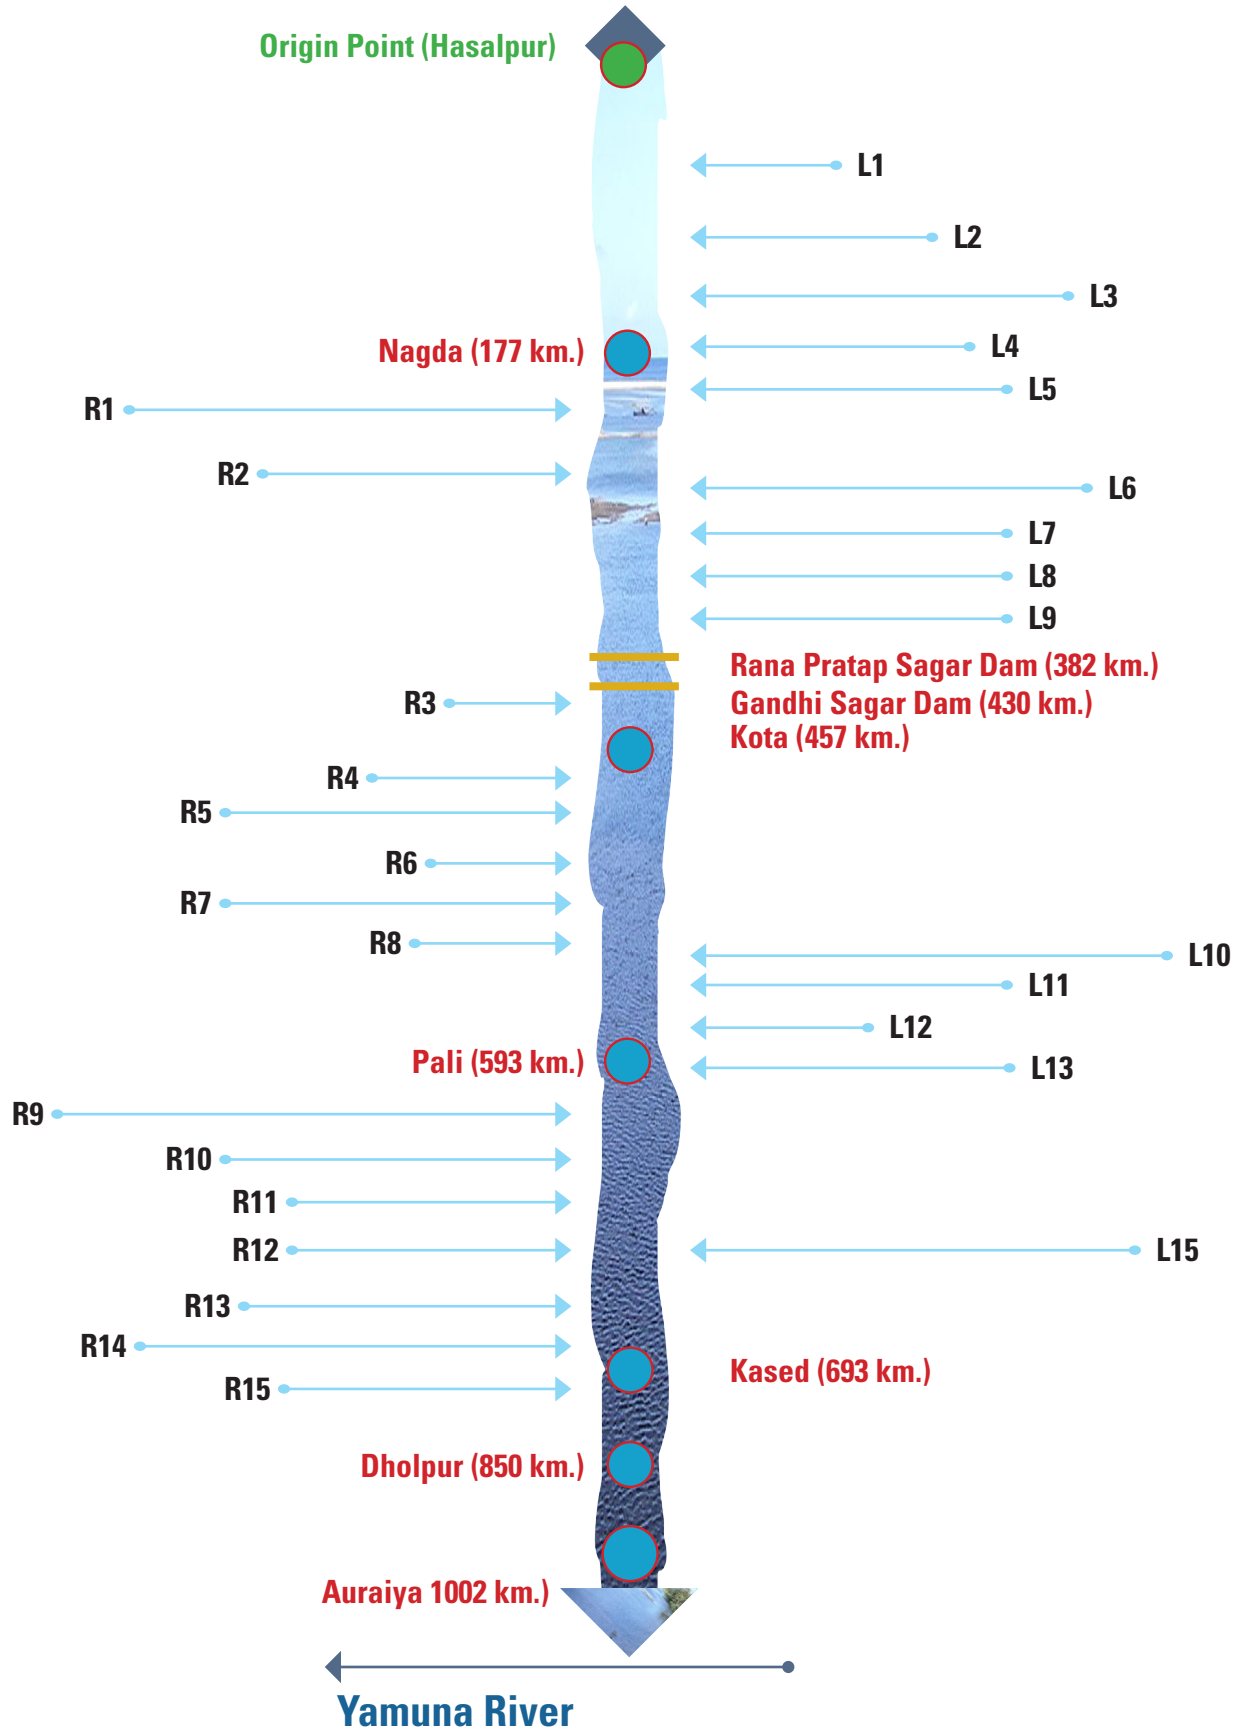 Origin Point (Hasalpur)
L1
L2
L3
Nagda (177 km.)
L4
L5
R1
R2
L6
L7
L8
L9
Rana Pratap Sagar Dam (382 km.)
R3
Gandhi Sagar Dam (430 km.)
Kota (457 km.)
R4
R5
R6
R7
R8
L10
L11
L12
Pali (593 km.)
L13
R9
R10
R11
R12
L15
R13
R14
Kased (693 km.)
R15
Dholpur (850 km.)
Auraiya 1002 km.)
Yamuna River